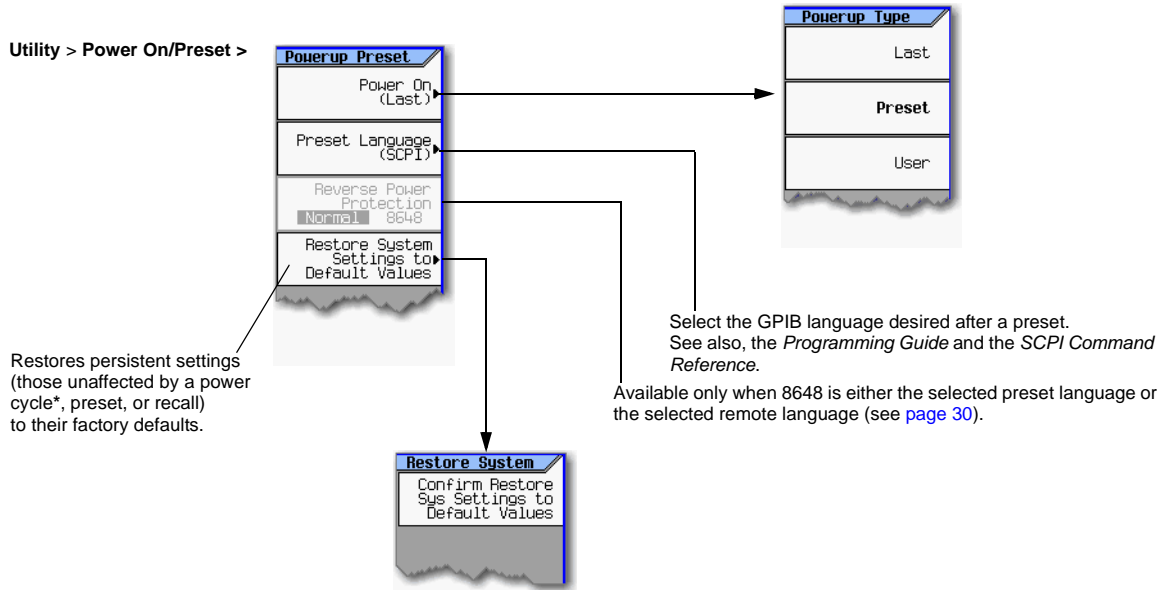 Utility > Power On/Preset >
Powerup Preset
Power On
(Last)
Preset Language
(SCPI)
Reverse Power
Protection
Normal 8648
Restore System
Settings to
Default Values
Powerup Type
Last
Preset
User
Select the GPIB language desired after a preset.
See also, the Programming Guide and the SCPI Command
Reference.
Available only when 8648 is either the selected preset language or
the selected remote language (see page 30).
Restores persistent settings
(those unaffected by a power
cycle*, preset, or recall)
to their factory defaults.
Restore System
Confirm Restore
Sys Settings to
Default Values